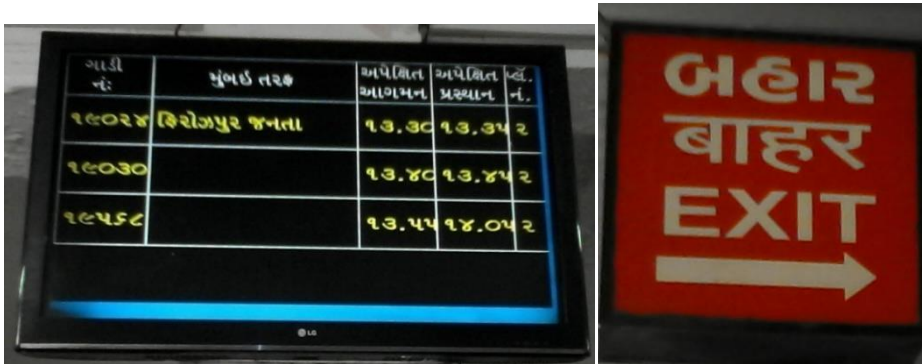 ગાડી નં: મુંબઇ તરફ અપેક્ષિત આગમન અપેક્ષિત પ્રસ્થાન પ્લે. નં.
૧૯૦૨૪ ફિરોઝપુર જનતા ૧૩.૩૦ ૧૩.૩૫ ૨
૧૯૦૩૦ ૧૩.૪૦ ૧૩.૪૫ ૨
૧૯૫૬૮ ૧૩.૫૫ ૧૪.૦૫ ૨
LG
બહાર
बाहर
EXIT